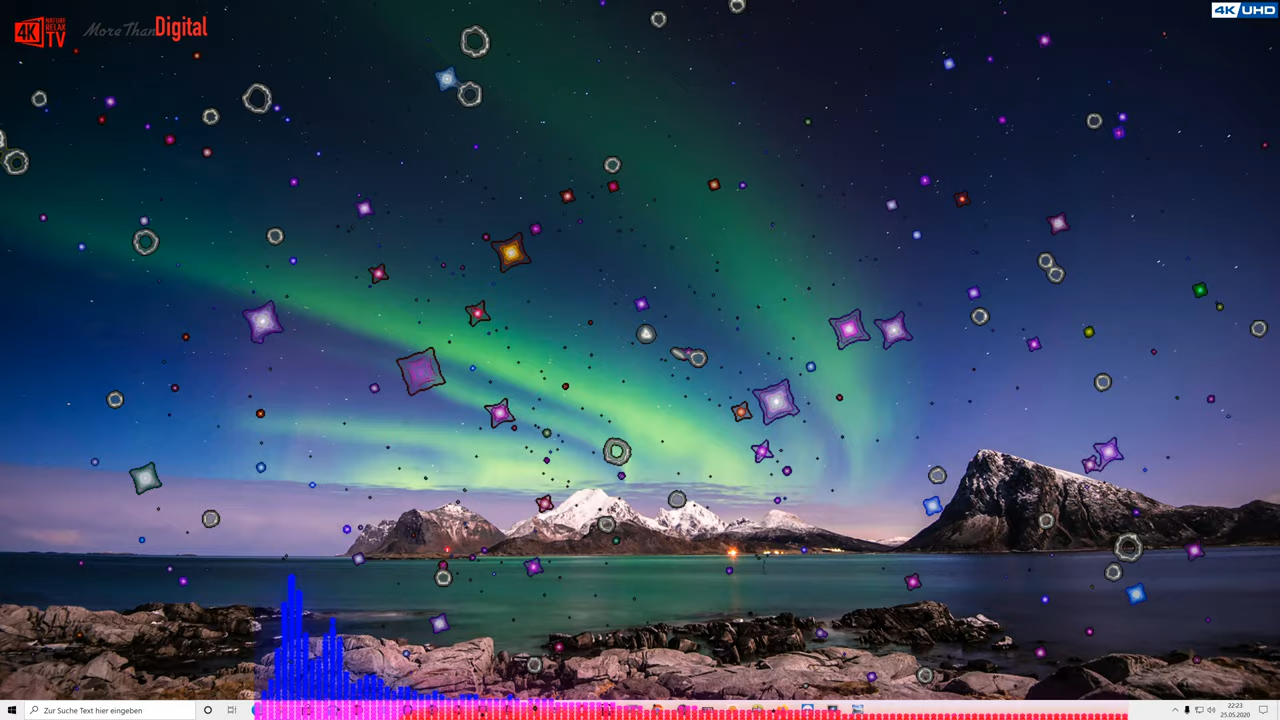 4K NATURE RELAX TV
More Than Digital
4K UHD
Zur Suche Text hier eingeben
22:23
25.05.2020